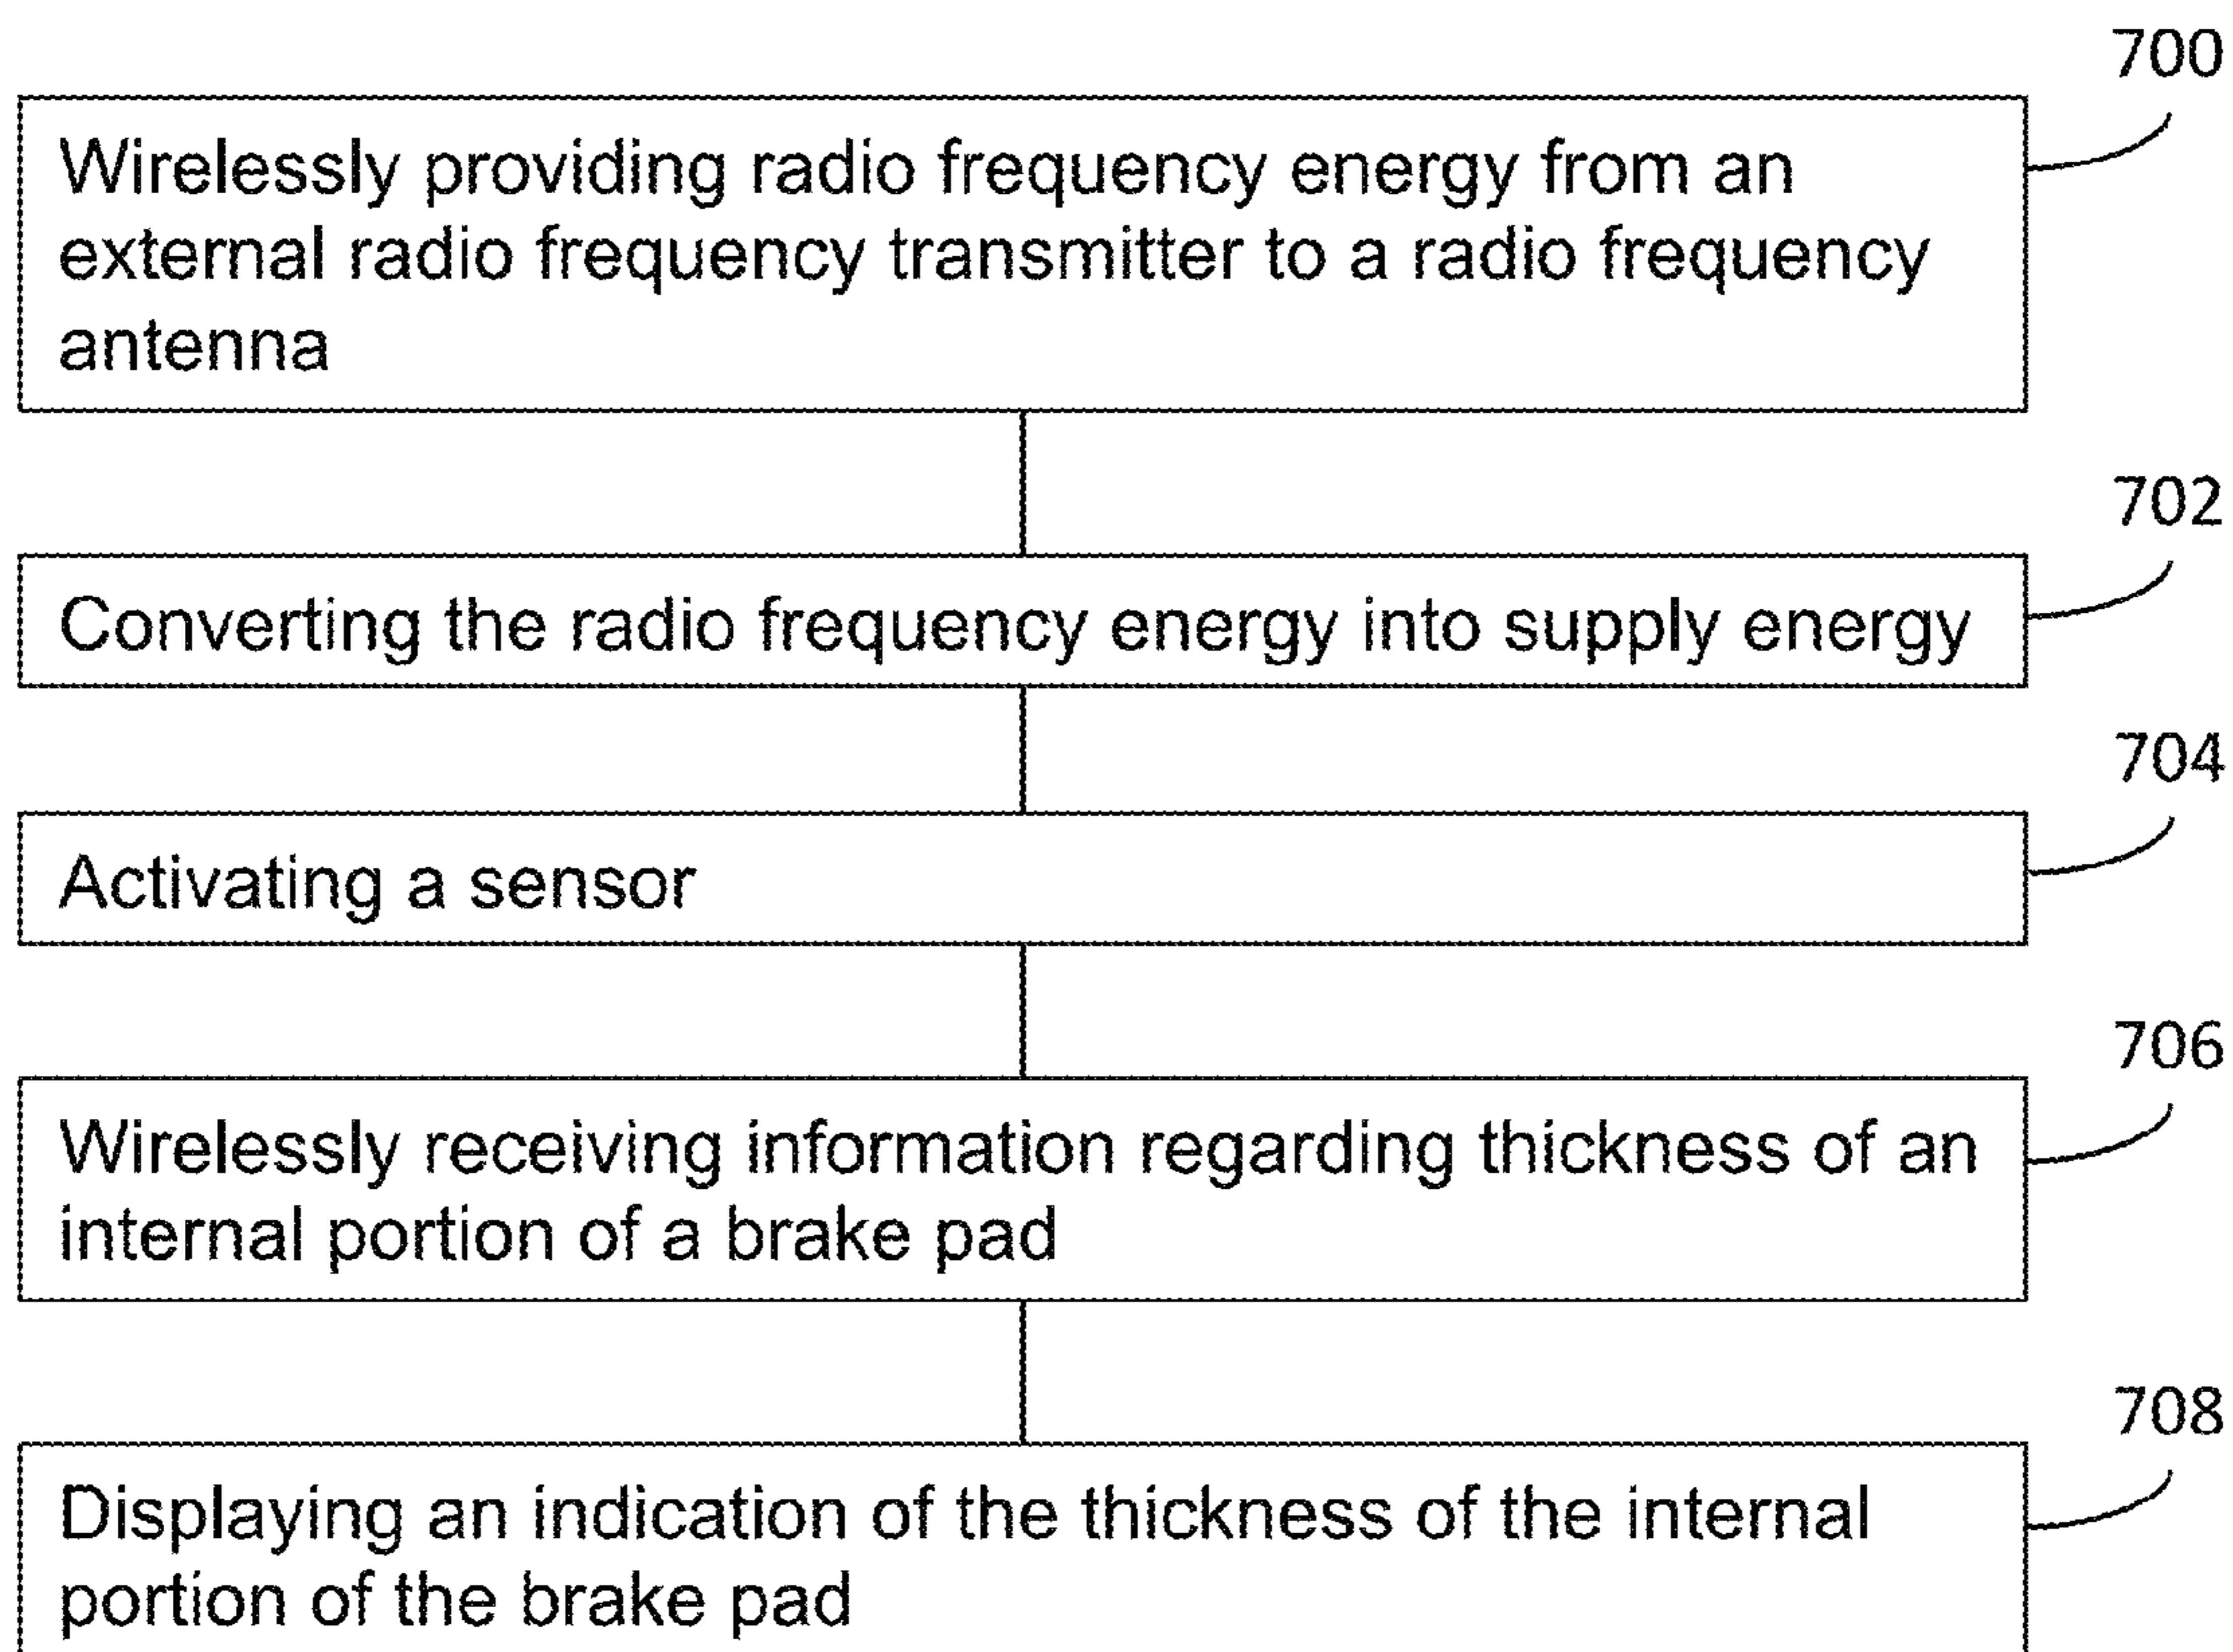 700
Wirelessly providing radio frequency energy from an
external radio frequency transmitter to a radio frequency
antenna
702
Converting the radio frequency energy into supply energy
704
Activating a sensor
706
Wirelessly receiving information regarding thickness of an
internal portion of a brake pad
708
Displaying an indication of the thickness of the internal
portion of the brake pad